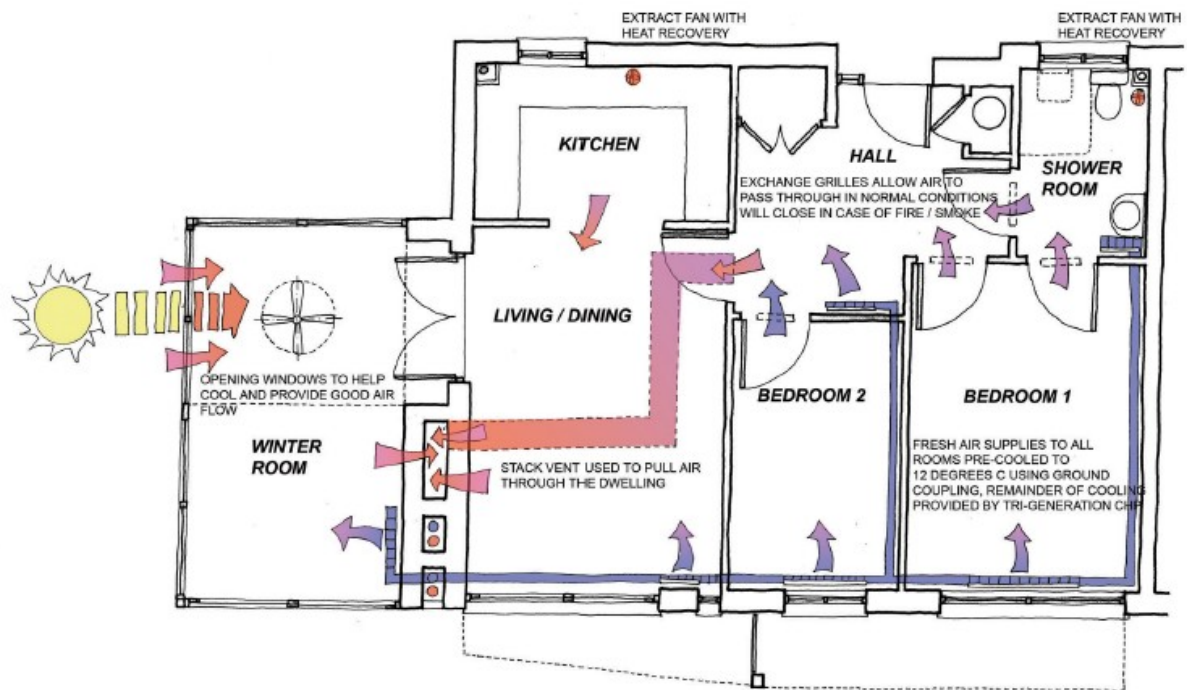 EXTRACT FAN WITH
HEAT RECOVERY
EXTRACT FAN WITH
HEAT RECOVERY
KITCHEN
HALL
EXCHANGE GRILLES ALLOW AIR TO
PASS THROUGH IN NORMAL CONDITIONS
WILL CLOSE IN CASE OF FIRE / SMOKE
SHOWER
ROOM
LIVING / DINING
OPENING WINDOWS TO HELP
COOL AND PROVIDE GOOD AIR
FLOW
WINTER
ROOM
STACK VENT USED TO PULL AIR
THROUGH THE DWELLING
BEDROOM 2
BEDROOM 1
FRESH AIR SUPPLIES TO ALL
ROOMS PRE-COOLED TO
12 DEGREES C USING GROUND
COUPLING, REMAINDER OF COOLING
PROVIDED BY TRI-GENERATION CHP